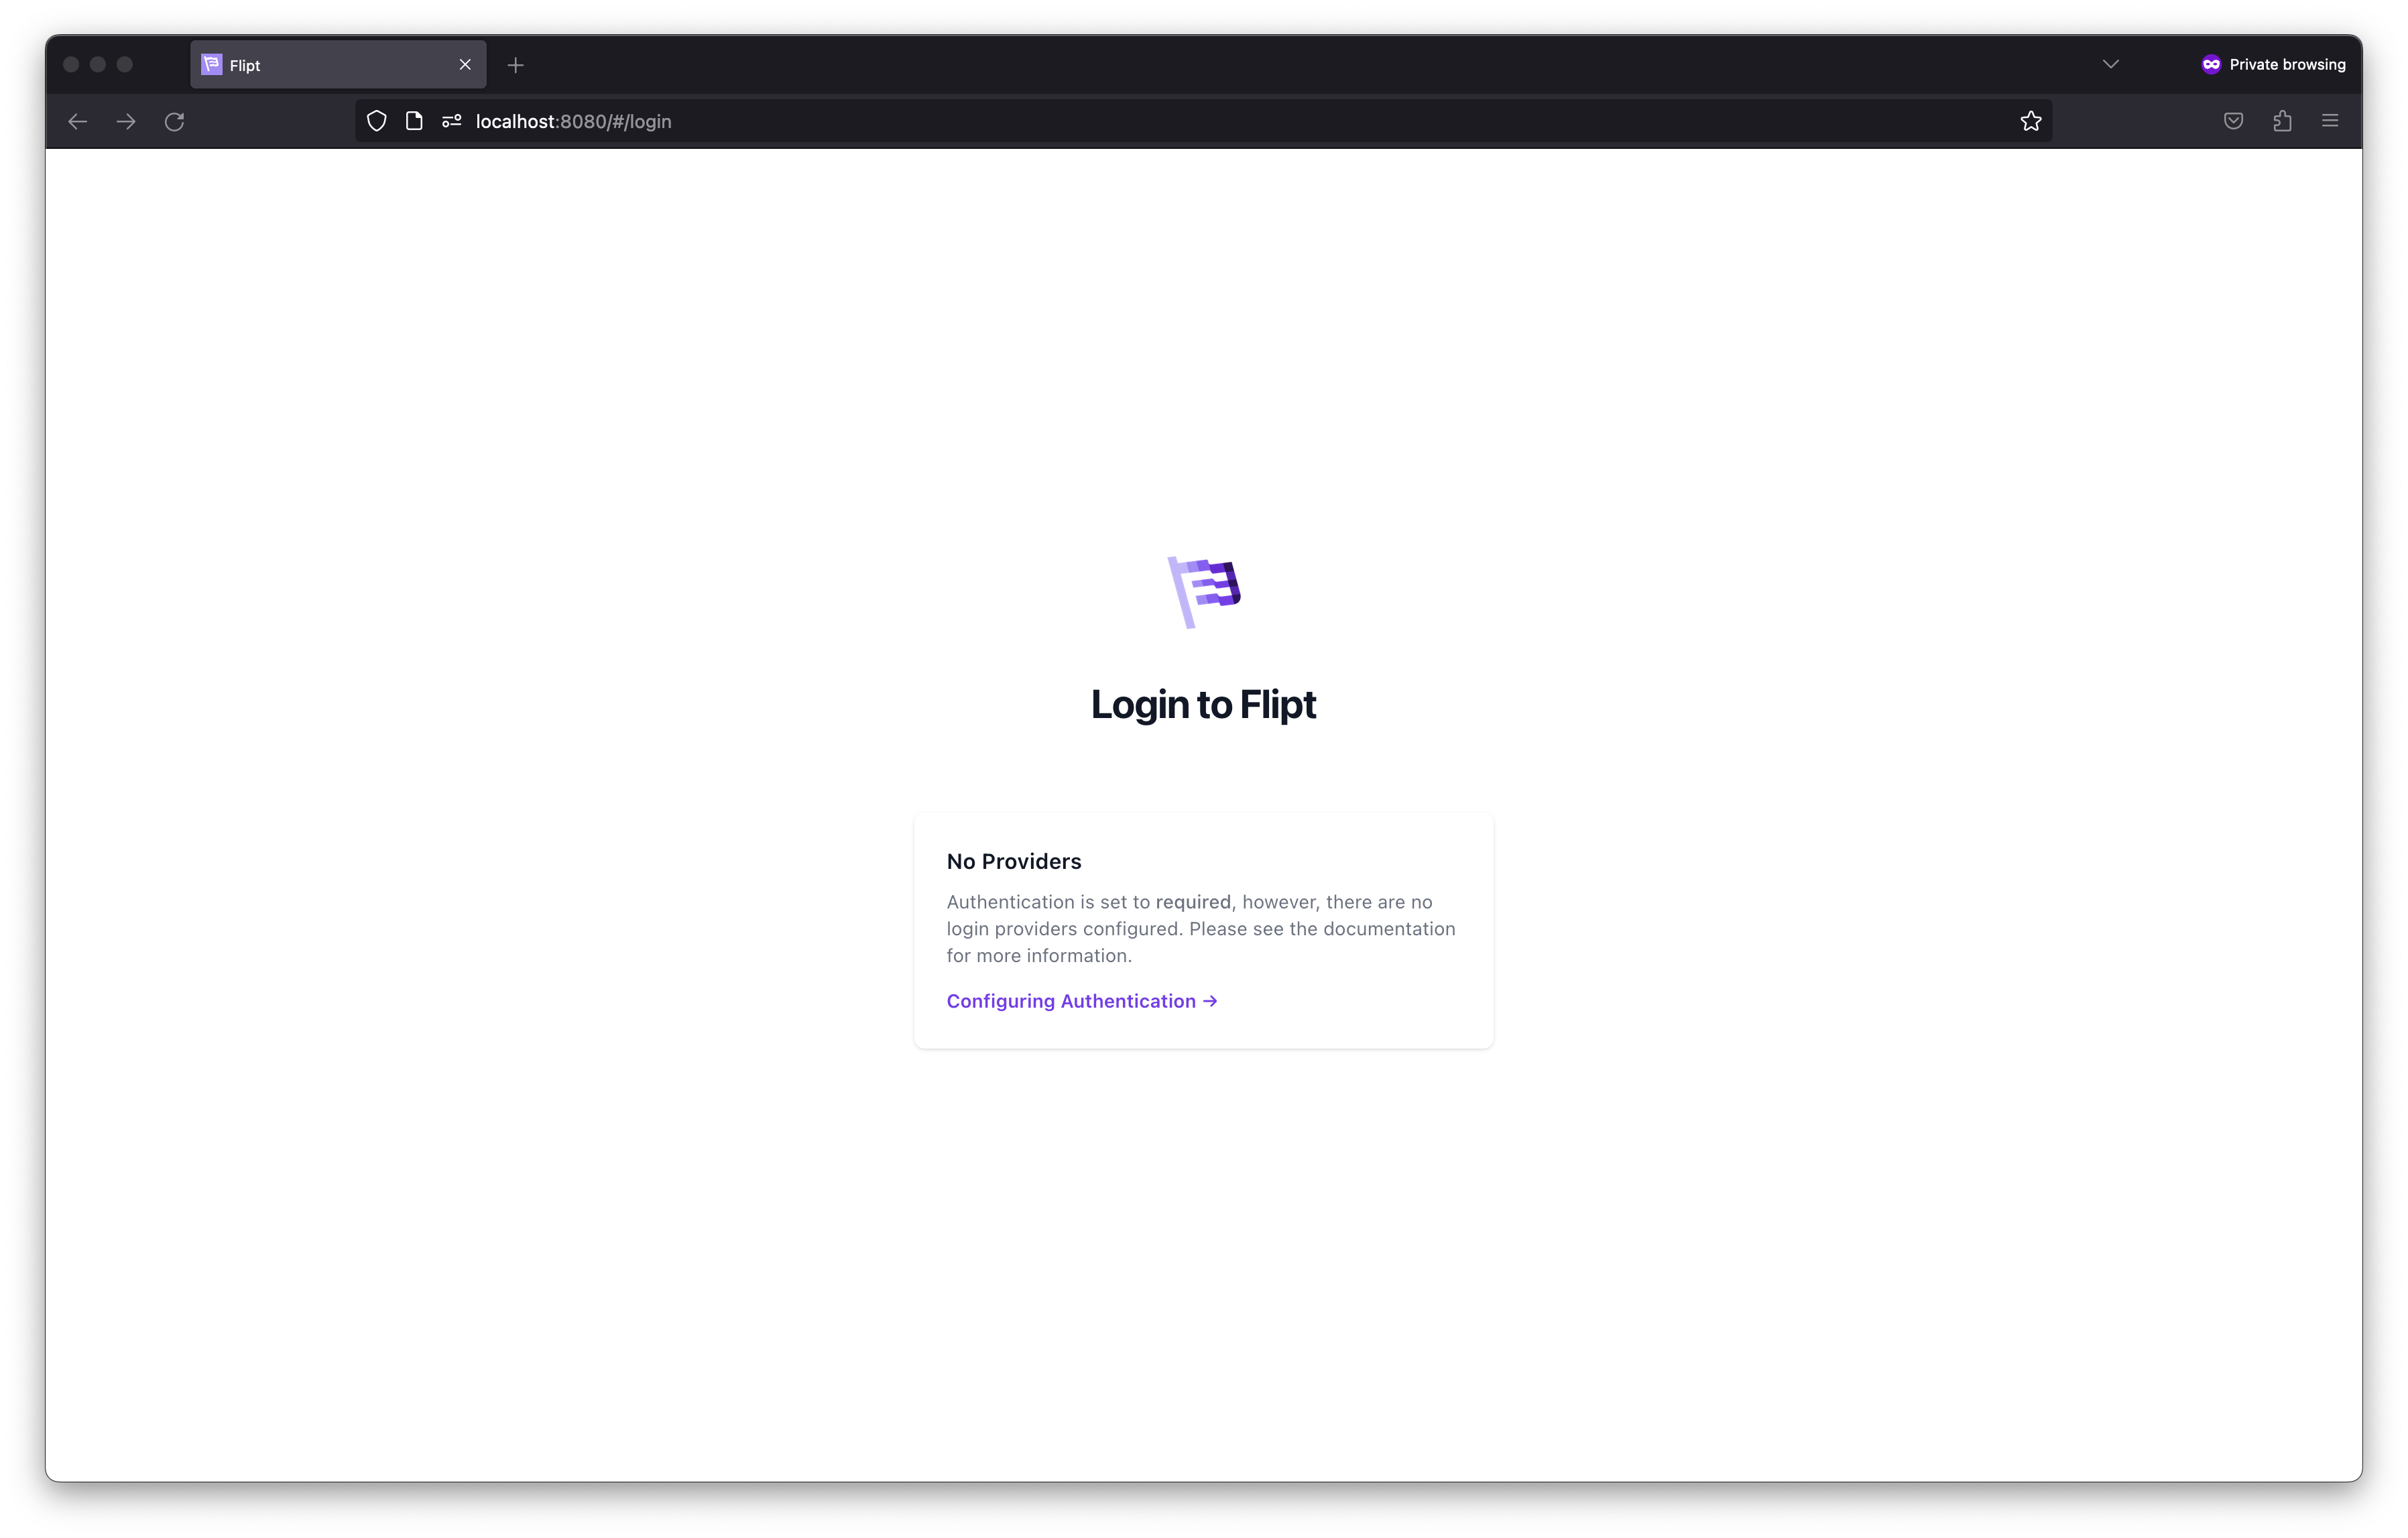 Flipt
Private browsing
localhost:8080/#/login
Login to Flipt
No Providers
Authentication is set to required, however, there are no
login providers configured. Please see the documentation
for more information.
Configuring Authentication →